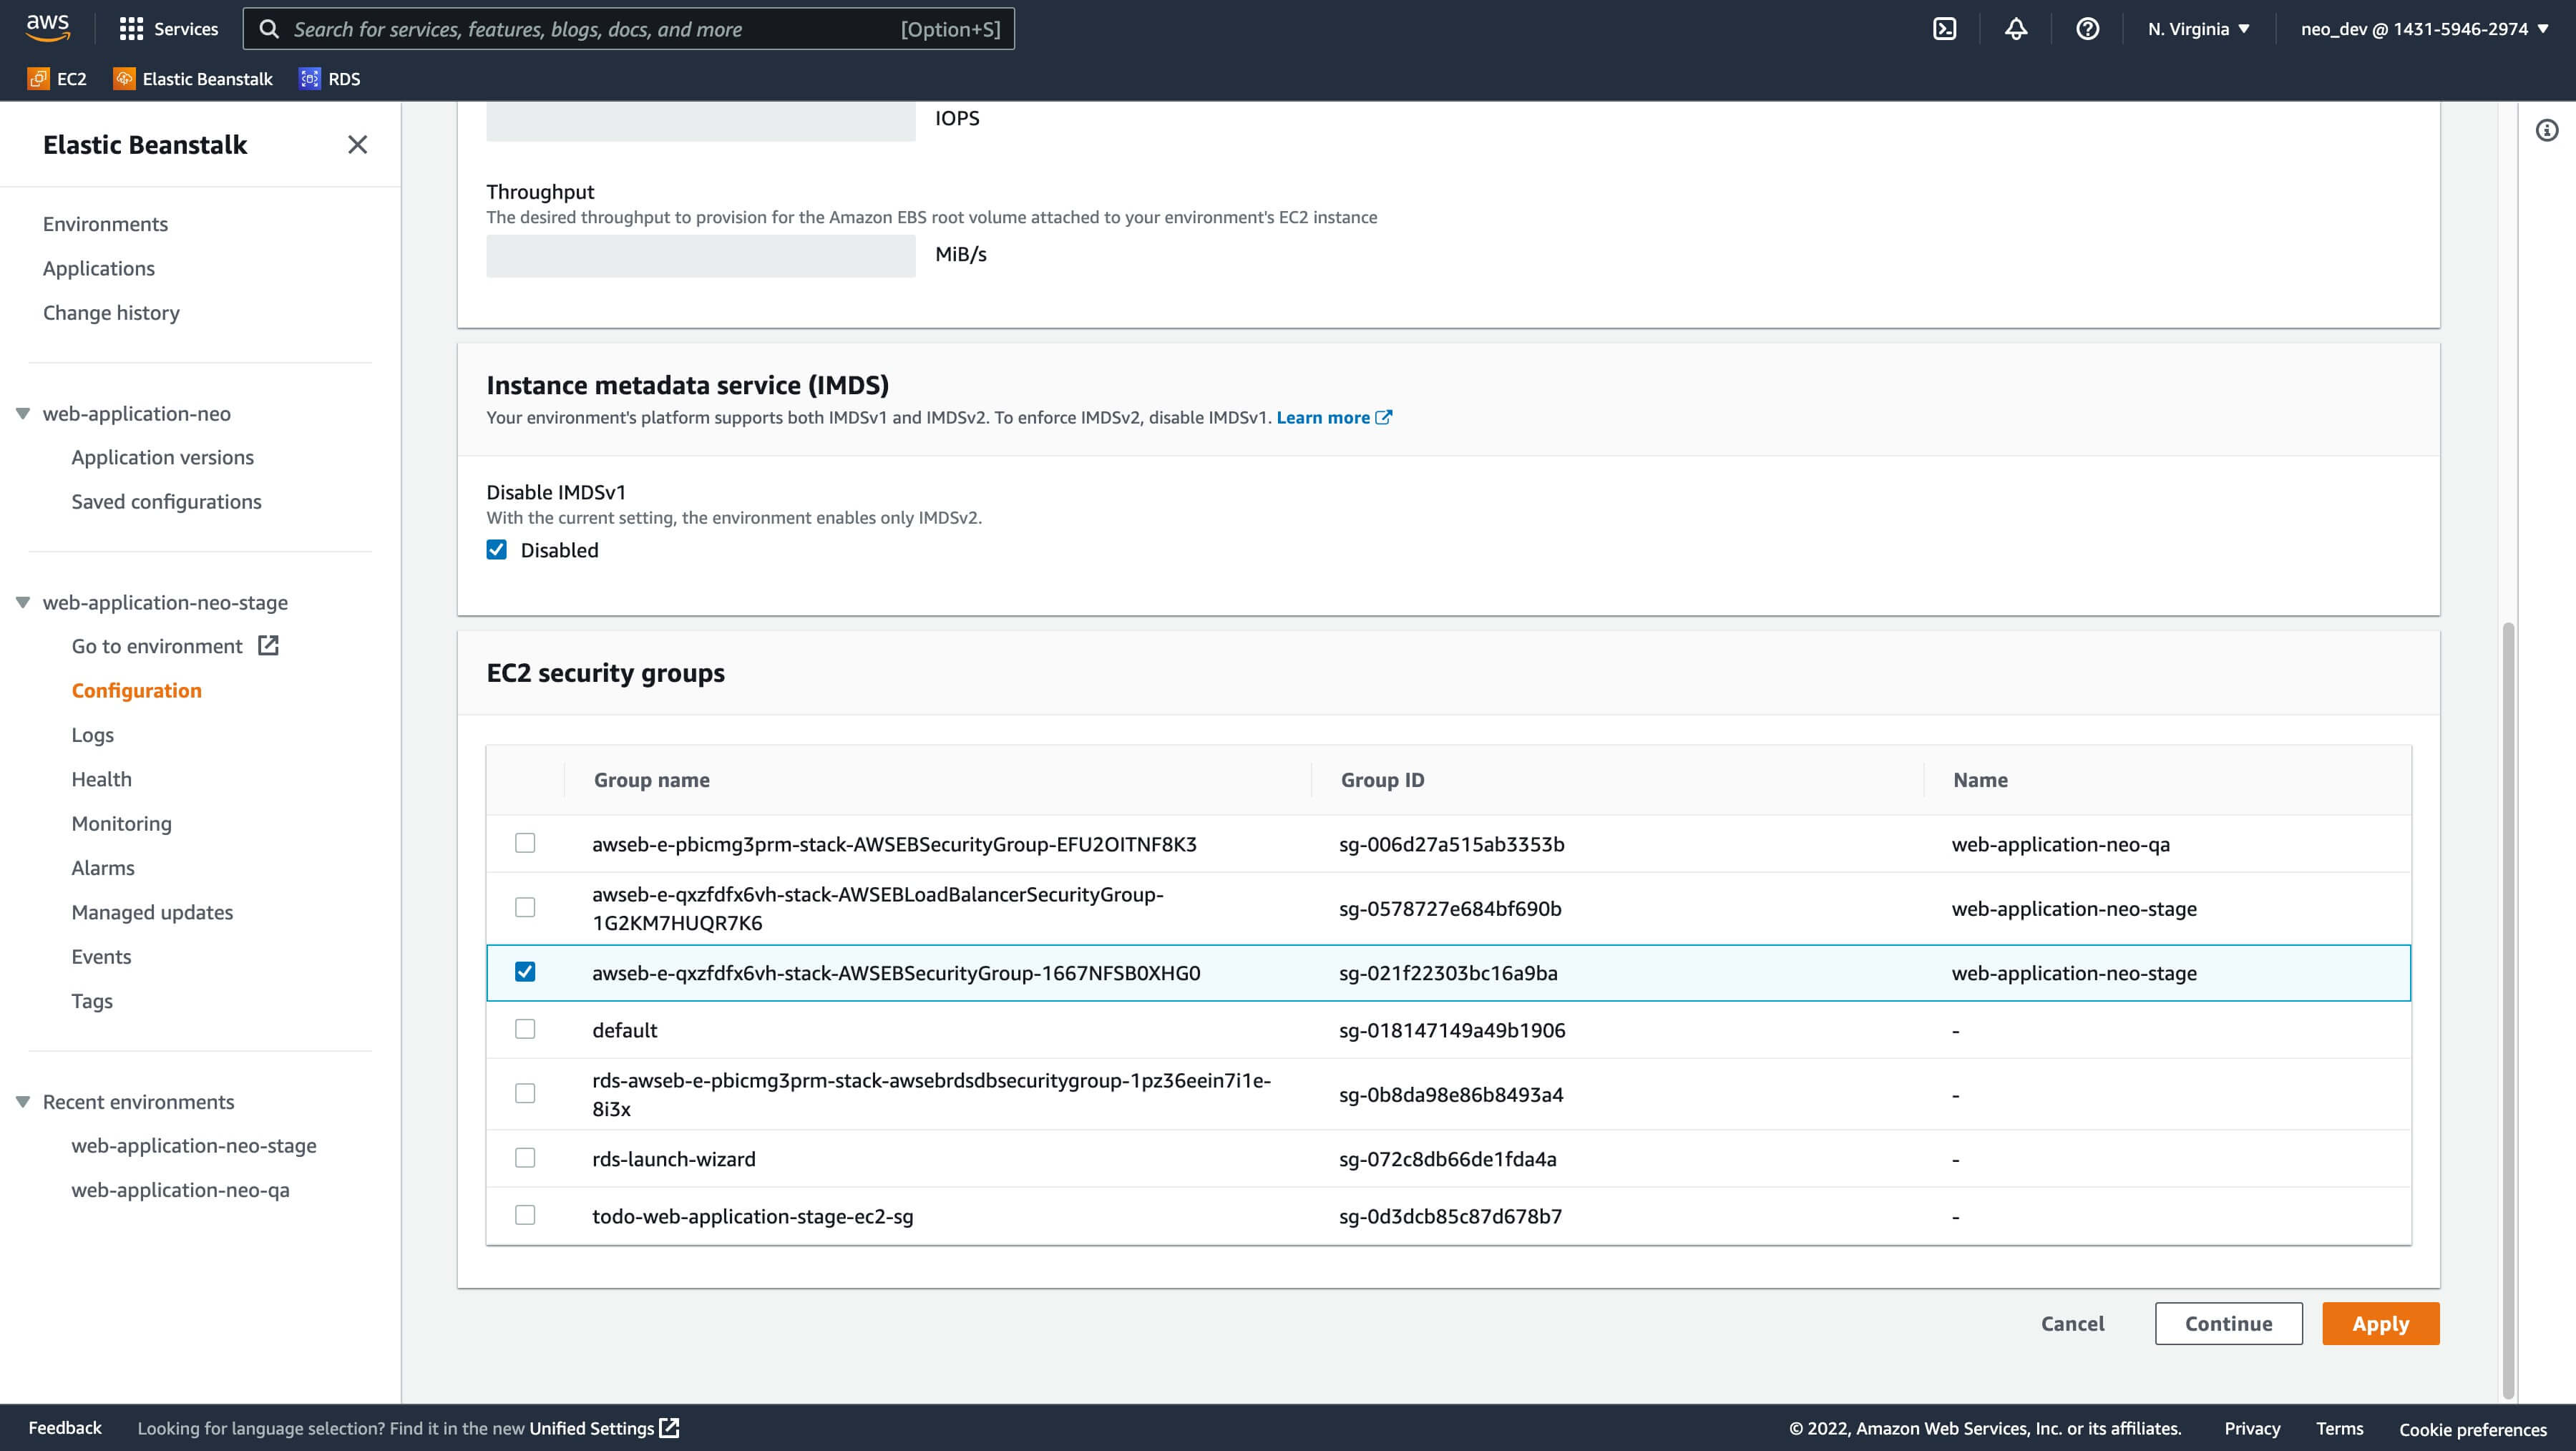 aws
Services
Search for services, features, blogs, docs, and more
[Option+S]
N. Virginia
neo_dev @ 1431-5946-2974
EC2
Elastic Beanstalk
RDS
Elastic Beanstalk
Environments
Applications
Change history
web-application-neo
Application versions
Saved configurations
web-application-neo-stage
Go to environment
Configuration
Logs
Health
Monitoring
Alarms
Managed updates
Events
Tags
Recent environments
web-application-neo-stage
web-application-neo-qa
IOPS
Throughput
The desired throughput to provision for the Amazon EBS root volume attached to your environment's EC2 instance
MiB/s
Instance metadata service (IMDS)
Your environment's platform supports both IMDSv1 and IMDSv2. To enforce IMDSv2, disable IMDSv1. Learn more
Disable IMDSv1
With the current setting, the environment enables only IMDSv2.
Disabled
EC2 security groups
Group name Group ID Name
awseb-e-pbicmg3prm-stack-AWSEBSecurityGroup-EFU2OITNF8K3 sg-006d27a515ab3353b web-application-neo-qa
awseb-e-qxzfdfx6vh-stack-AWSEBLoadBalancerSecurityGroup-
1G2KM7HUQR7K6 sg-0578727e684bf690b web-application-neo-stage
awseb-e-qxzfdfx6vh-stack-AWSEBSecurityGroup-1667NFSB0XHG0 sg-021f22303bc16a9ba web-application-neo-stage
default sg-018147149a49b1906 -
rds-awseb-e-pbicmg3prm-stack-awsebrdsdbsecuritygroup-1pz36eein7i1e-
8i3x sg-0b8da98e86b8493a4 -
rds-launch-wizard sg-072c8db66de1fda4a -
todo-web-application-stage-ec2-sg sg-0d3dcb85c87d678b7 -
Cancel
Continue
Apply
Feedback
Looking for language selection? Find it in the new Unified Settings
© 2022, Amazon Web Services, Inc. or its affiliates.
Privacy
Terms
Cookie preferences